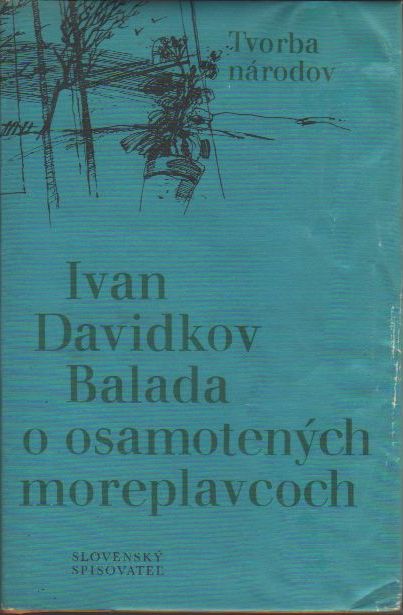 Tvorba
národov
Ivan
Davidkov
Balada
o osamotených
moreplavcoch
SLOVENSKÝ
SPISOVATEĽ